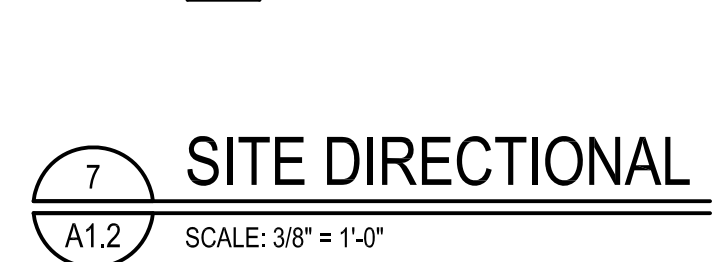 7
SITE DIRECTIONAL
A1.2
SCALE: 3/8" = 1'-0"